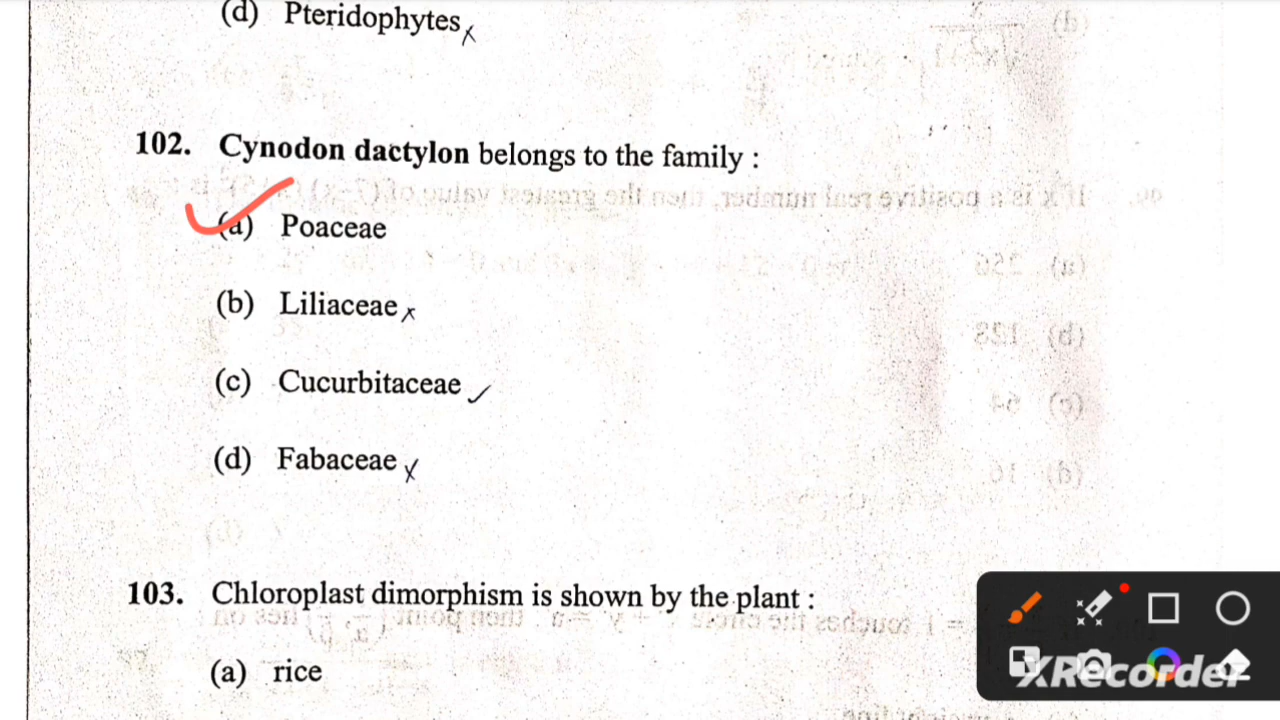 (d) Pteridophytes
102. Cynodon dactylon belongs to the family :
(a) Poaceae
(b) Liliaceae
(c) Cucurbitaceae
(d) Fabaceae
103. Chloroplast dimorphism is shown by the plant :
(a) rice
XRecorder